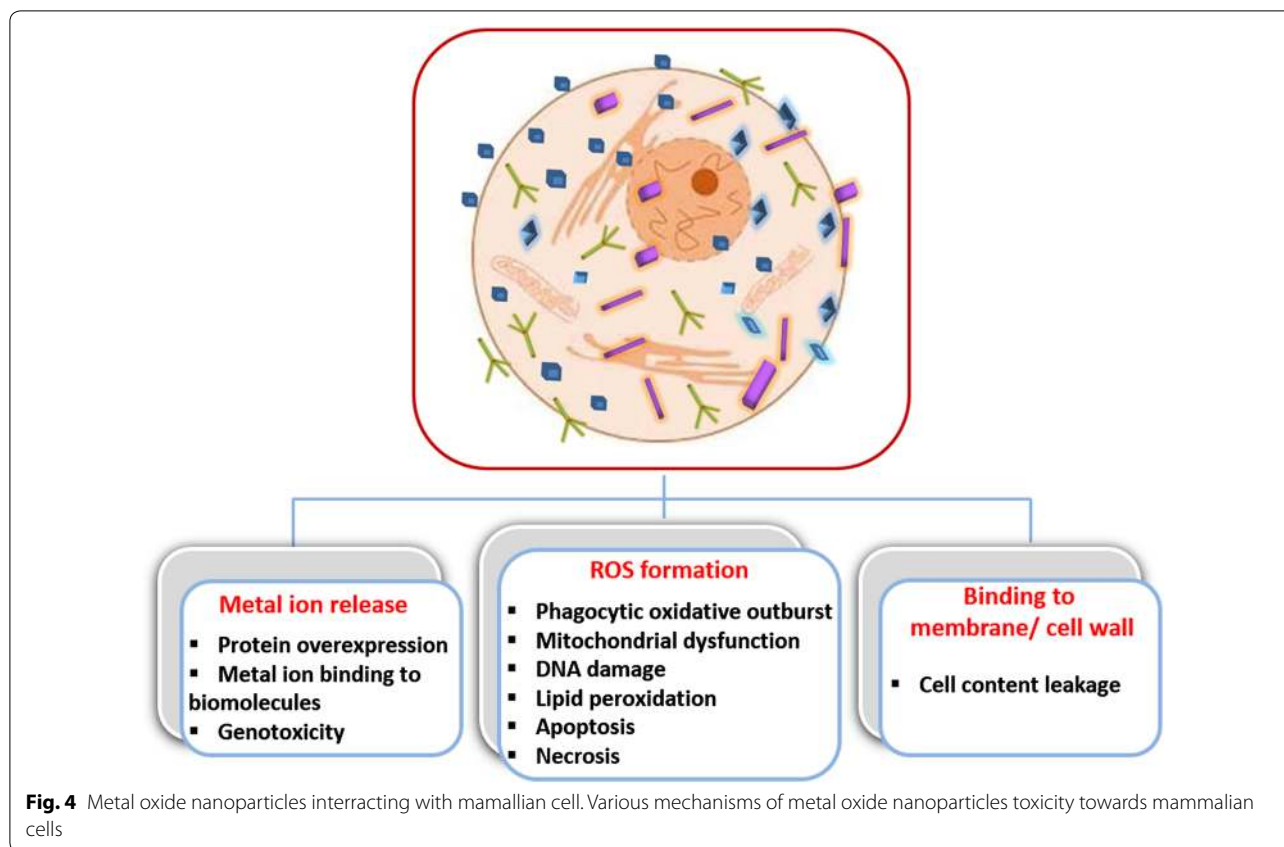 Metal ion release
▪ Protein overexpression
▪ Metal ion binding to
biomolecules
▪ Genotoxicity
ROS formation
▪ Phagocytic oxidative outburst
▪ Mitochondrial dysfunction
▪ DNA damage
▪ Lipid peroxidation
▪ Apoptosis
▪ Necrosis
Binding to
membrane/ cell wall
▪ Cell content leakage
Fig. 4 Metal oxide nanoparticles interracting with mamallian cell. Various mechanisms of metal oxide nanoparticles toxicity towards mammalian
cells